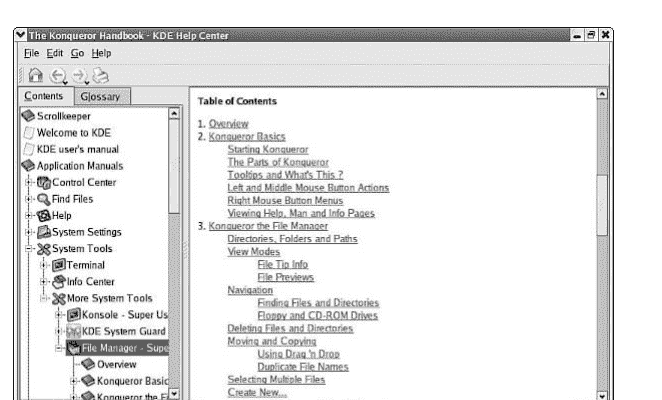 The Konqueror Handbook - KDE Help Center
File Edit Go Help
Contents Glossary
Scrollkeeper
Welcome to KDE
KDE user's manual
Application Manuals
Control Center
Find Files
Help
System Settings
System Tools
Terminal
Info Center
More System Tools
Konsole - Super Us
KDE System Guard
File Manager - Supe
Overview
Konqueror Basic
Konqueror the Fi
Table of Contents
1. Overview
2. Konqueror Basics
Starting Konqueror
The Parts of Konqueror
Tooltips and What's This ?
Left and Middle Mouse Button Actions
Right Mouse Button Menus
Viewing Help, Man and Info Pages
3. Konqueror the File Manager
Directories, Folders and Paths
View Modes
File Tip Info
File Previews
Navigation
Finding Files and Directories
Floppy and CD-ROM Drives
Deleting Files and Directories
Moving and Copying
Using Drag 'n Drop
Duplicate File Names
Selecting Multiple Files
Create New...